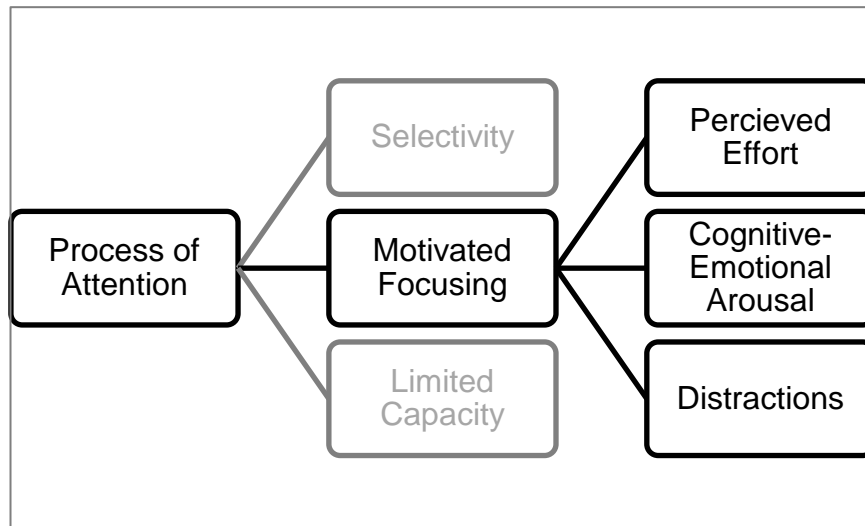 Process of
Attention
Selectivity
Motivated
Focusing
Limited
Capacity
Percieved
Effort
Cognitive-
Emotional
Arousal
Distractions